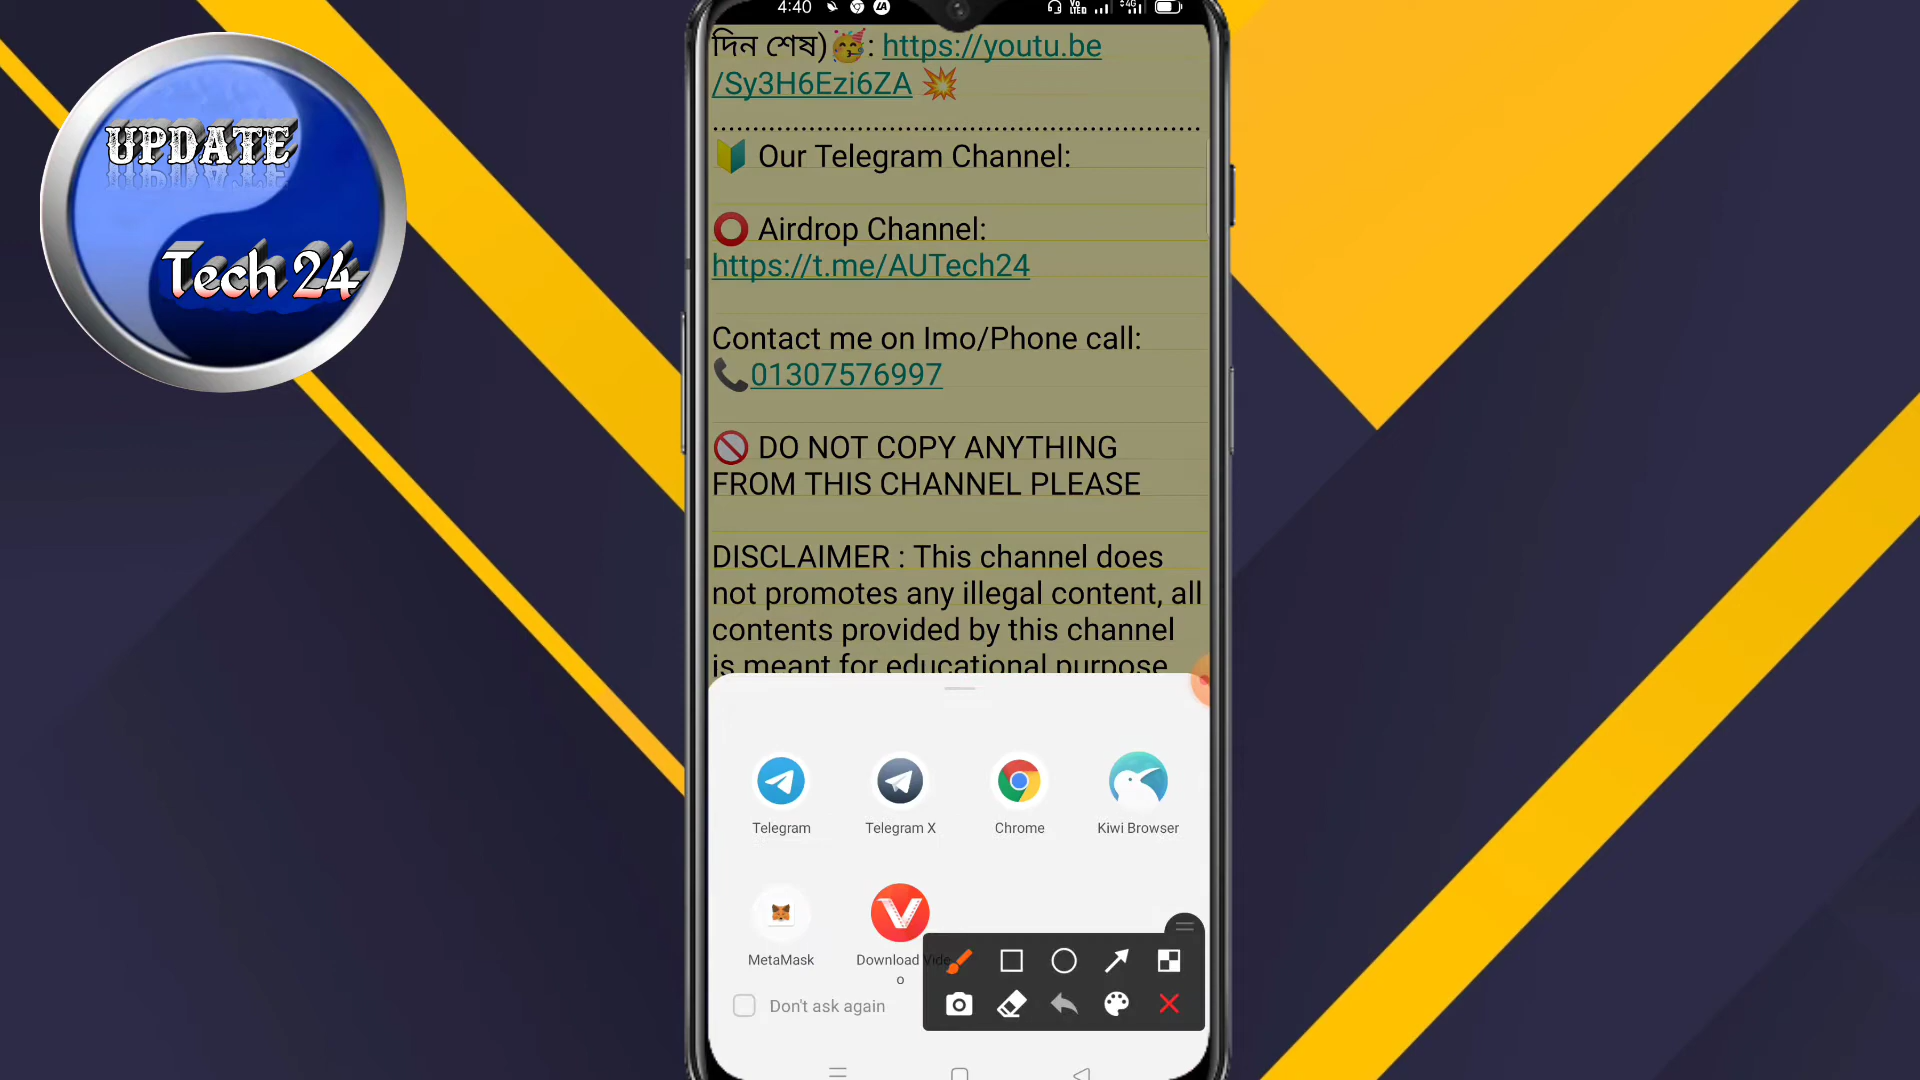 UPDATE
Tech 24
4:40
Vo
LTE
4G
দিন শেষ)🥳: https://youtu.be
/Sy3H6Ezi6ZA 💥
............................................................
🔰 Our Telegram Channel:
⭕ Airdrop Channel:
https://t.me/AUTech24
Contact me on Imo/Phone call:
📞01307576997
🚫 DO NOT COPY ANYTHING
FROM THIS CHANNEL PLEASE
DISCLAIMER : This channel does
not promotes any illegal content, all
contents provided by this channel
is meant for educational purpose
Telegram
Telegram X
Chrome
Kiwi Browser
MetaMask
Download Vide
o
Don't ask again